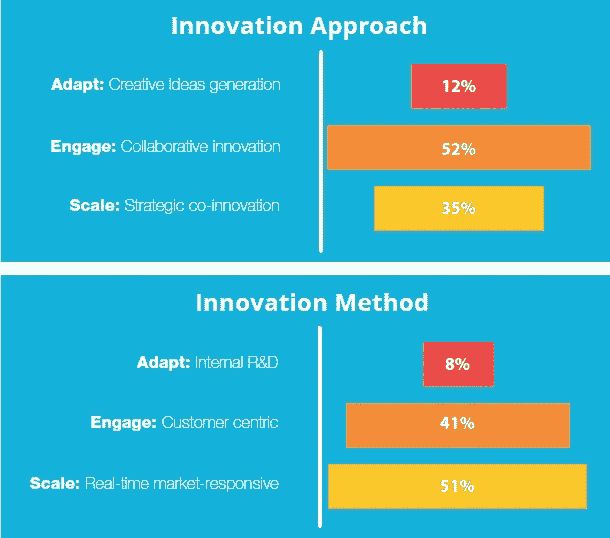 Innovation Approach
Adapt: Creative Ideas generation 12%
Engage: Collaborative innovation 52%
Scale: Strategic co-innovation 35%
Innovation Method
Adapt: Internal R&D 8%
Engage: Customer centric 41%
Scale: Real-time market-responsive 51%